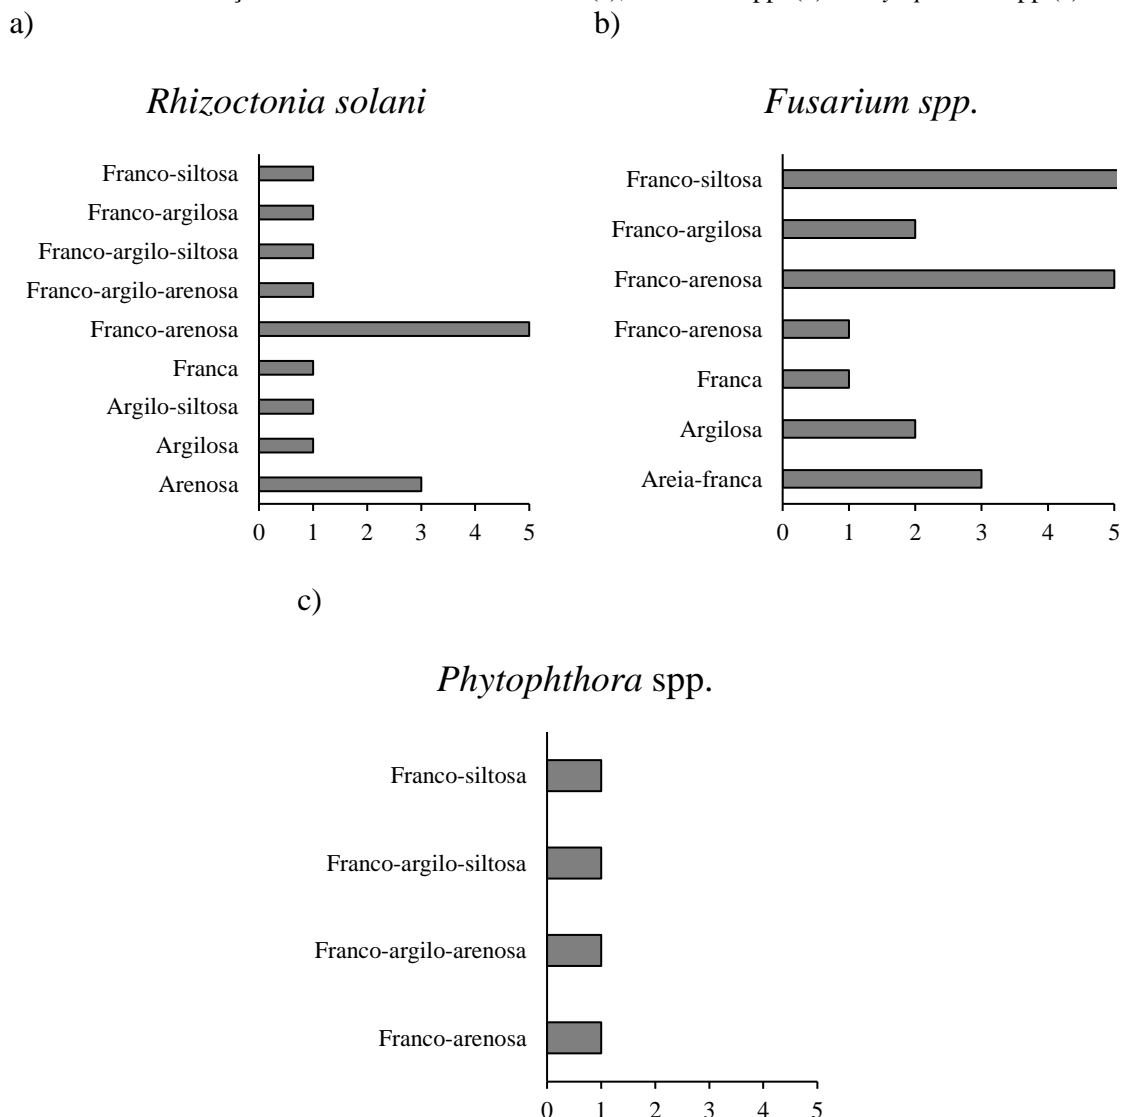 a)
b)
Rhizoctonia solani
Fusarium spp.
Franco-siltosa
Franco-argilosa
Franco-argilo-siltosa
Franco-argilo-arenosa
Franco-arenosa
Franca
Argilo-siltosa
Argilosa
Arenosa
0 1 2 3 4 5
Franco-siltosa
Franco-argilosa
Franco-arenosa
Franco-arenosa
Franca
Argilosa
Areia-franca
0 1 2 3 4 5
c)
Phytophthora spp.
Franco-siltosa
Franco-argilo-siltosa
Franco-argilo-arenosa
Franco-arenosa
0 1 2 3 4 5